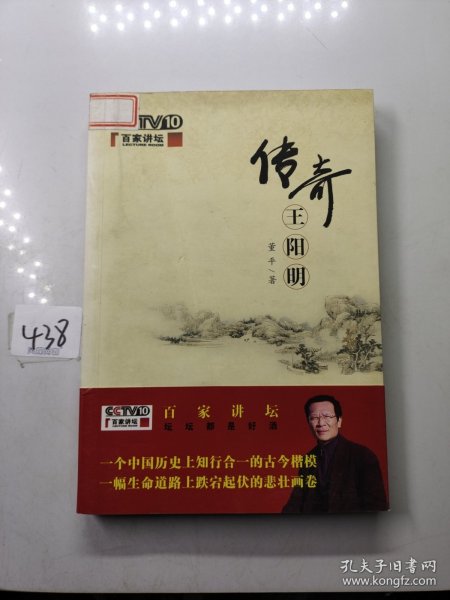 TV10
百家讲坛
LECTURE ROOM
传奇
王阳明
董平/著
438
CCTV10
百家讲坛
百家讲坛
坛坛都是好酒
一个中国历史上知行合一的古今楷模
一幅生命道路上跌宕起伏的悲壮画卷
孔夫子旧书网
www.kongfz.com